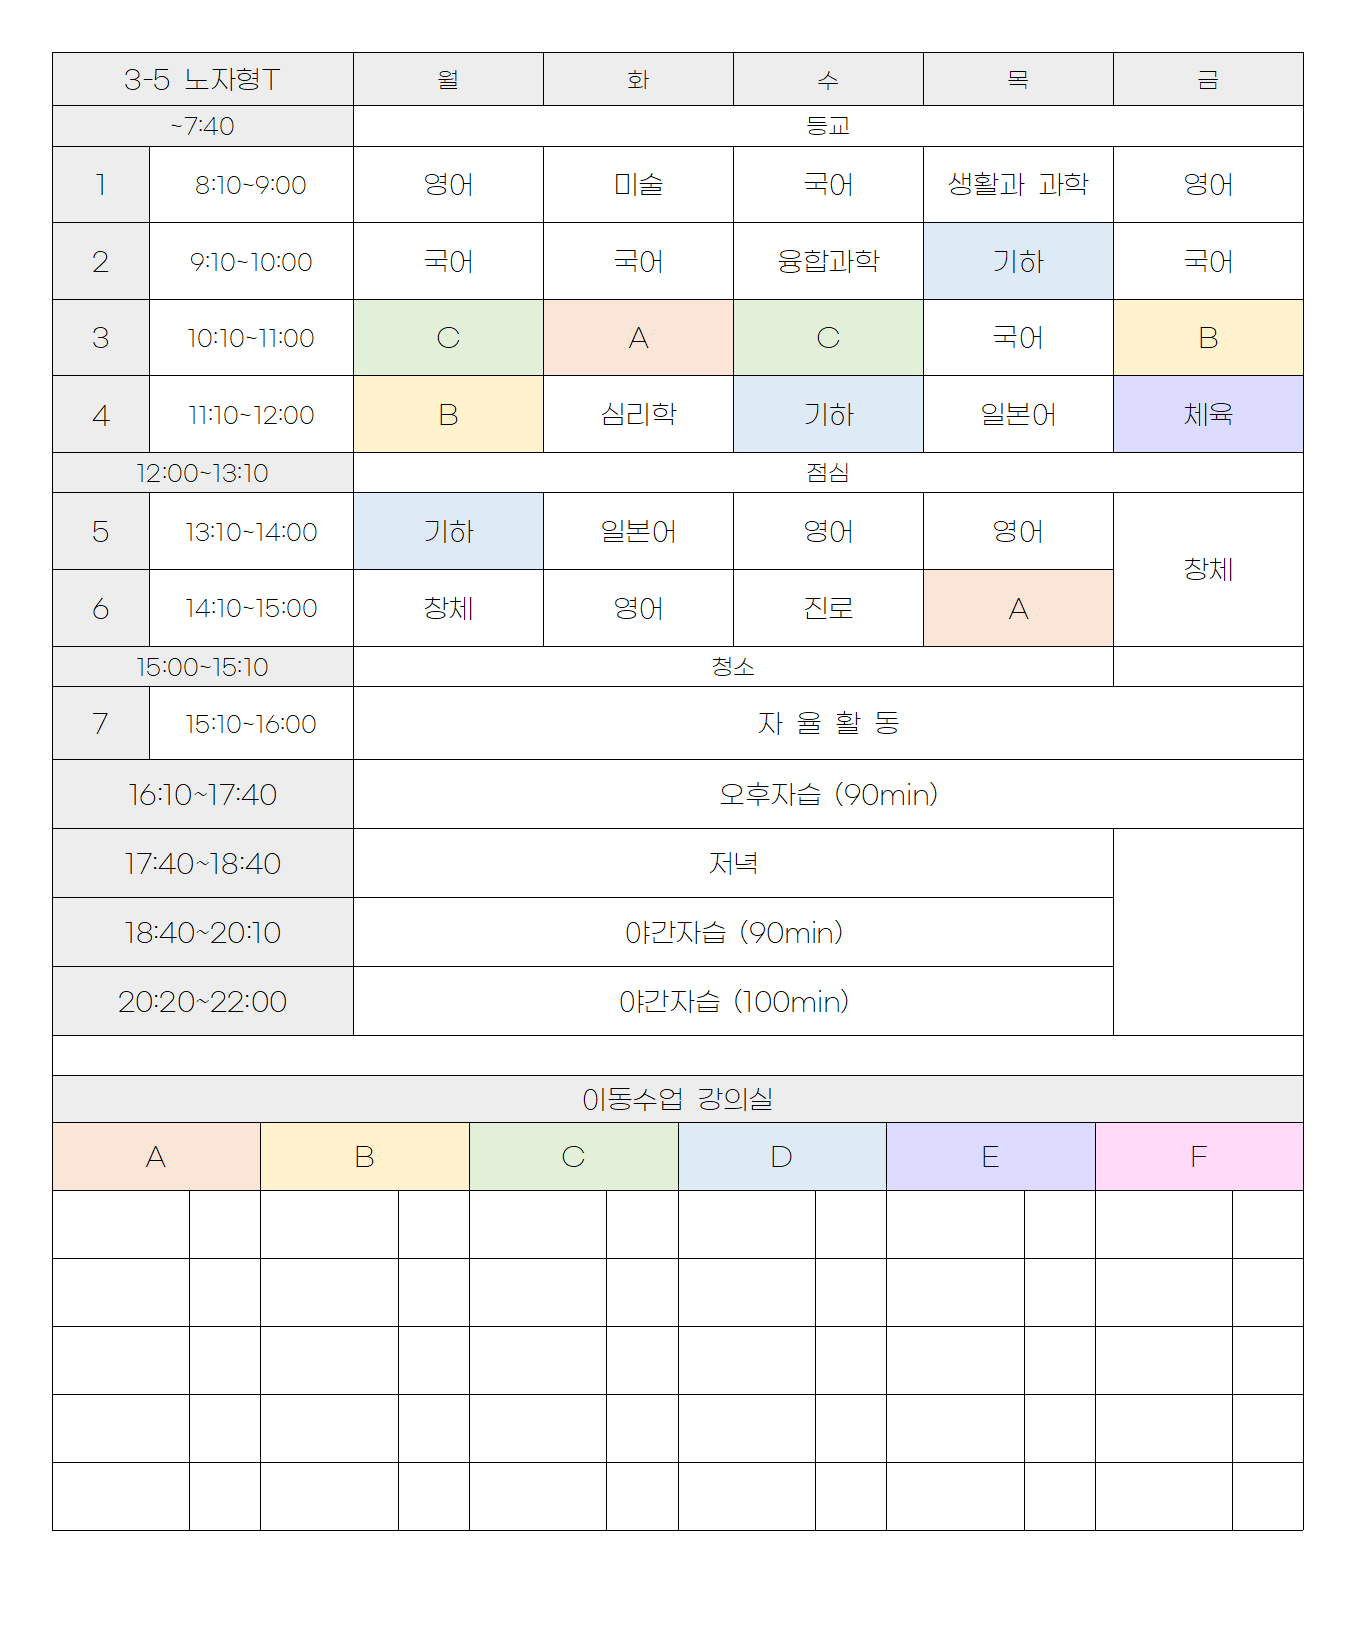 3-5 노자형T 월 화 수 목 금
~7:40 등교
1 8:10~9:00 영어 미술 국어 생활과 과학 영어
2 9:10~10:00 국어 국어 융합과학 기하 국어
3 10:10~11:00 C A C 국어 B
4 11:10~12:00 B 심리학 기하 일본어 체육
12:00~13:10 점심
5 13:10~14:00 기하 일본어 영어 영어 창체
6 14:10~15:00 창체 영어 진로 A
15:00~15:10 청소
7 15:10~16:00 자 율 활 동
16:10~17:40 오후자습 (90min)
17:40~18:40 저녁
18:40~20:10 야간자습 (90min)
20:20~22:00 야간자습 (100min)
이동수업 강의실
A B C D E F